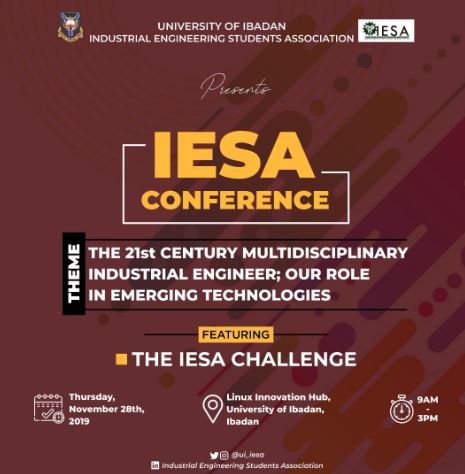 UNIVERSITY OF IBADAN
INDUSTRIAL ENGINEERING STUDENTS ASSOCIATION
IESA
Presents
IESA
CONFERENCE
THEME
THE 21st CENTURY MULTIDISCIPLINARY
INDUSTRIAL ENGINEER; OUR ROLE
IN EMERGING TECHNOLOGIES
FEATURING
THE IESA CHALLENGE
Thursday,
November 28th,
2019
Linux Innovation Hub,
University of Ibadan,
Ibadan
9AM
-
3PM
@ui_iesa
Industrial Engineering Students Association